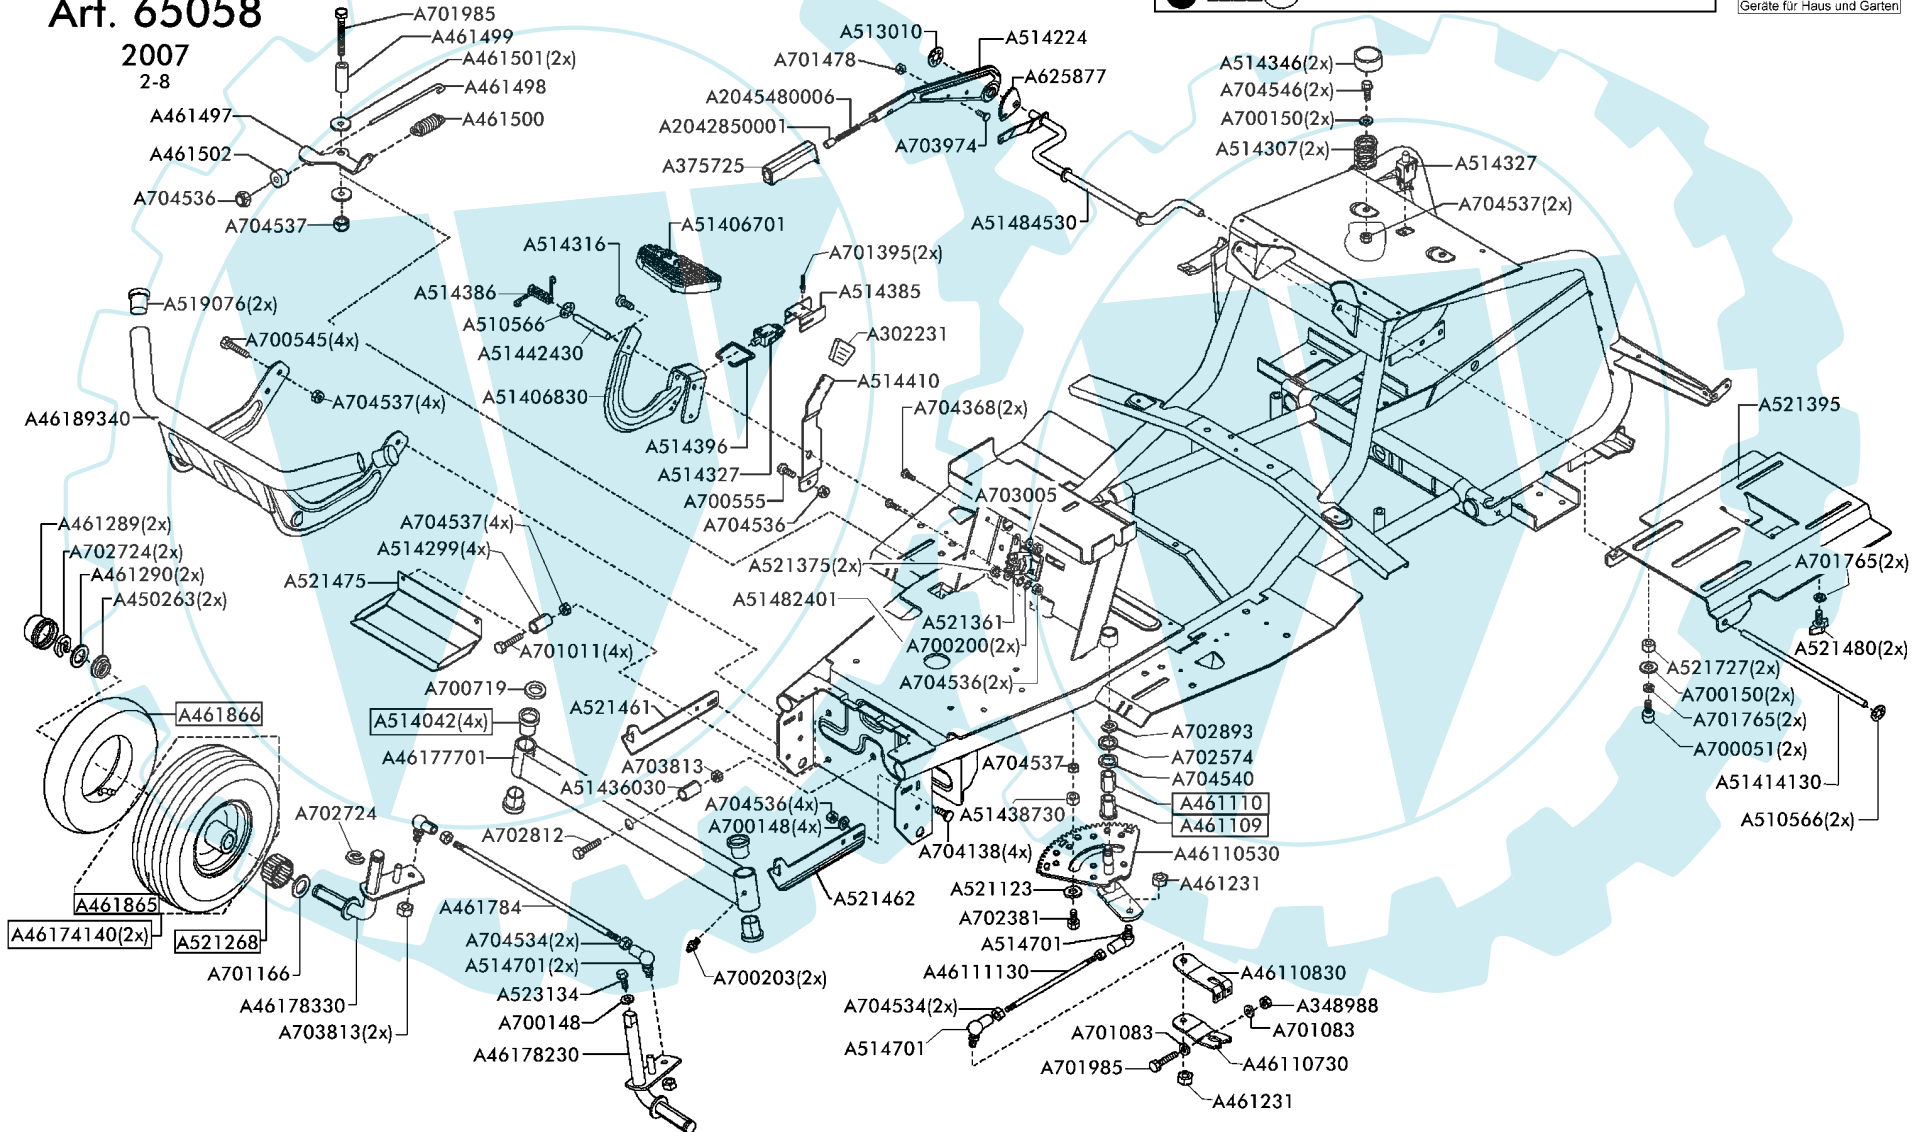 Art. 65058
2007
2-8
Geräte für Haus und Garten
A701985
A461499
A461501(2x)
A461498
A461500
A461497
A461502
A704536
A704537
A513010
A514224
A701478
A625877
A2045480006
A2042850001
A703974
A375725
A51484530
A514346(2x)
A704546(2x)
A700150(2x)
A514307(2x)
A514327
A704537(2x)
A51406701
A514316
A701395(2x)
A514386
A514385
A510566
A302231
A51442430
A514410
A51406830
A704368(2x)
A514396
A514327
A700555
A704536
A519076(2x)
A700545(4x)
A704537(4x)
A46189340
A521395
A703005
A461289(2x)
A702724(2x)
A461290(2x)
A450263(2x)
A704537(4x)
A514299(4x)
A521475
A701011(4x)
A521375(2x)
A51482401
A521361
A700200(2x)
A704536(2x)
A701765(2x)
A521480(2x)
A521727(2x)
A700150(2x)
A701765(2x)
A700051(2x)
A51414130
A510566(2x)
A700719
A514042(4x)
A521461
A46177701
A703813
A51436030
A702812
A704536(4x)
A700148(4x)
A704138(4x)
A521462
A461866
A702724
A461865
A46174140(2x)
A521268
A701166
A46178330
A703813(2x)
A461784
A704534(2x)
A514701(2x)
A523134
A700148
A46178230
A700203(2x)
A702893
A704537
A702574
A704540
A461110
A51438730
A461109
A46110530
A461231
A521123
A702381
A514701
A46111130
A46110830
A704534(2x)
A348988
A701083
A701083
A514701
A701985
A46110730
A461231